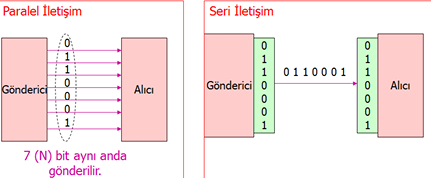 Paralel İletişim
Gönderici
0
1
1
0
0
0
1
Alıcı
7 (N) bit aynı anda
gönderilir.
Seri İletişim
Gönderici
0
1
1
0
0
0
1
0 1 1 0 0 0 1
0
1
1
0
0
0
1
Alıcı